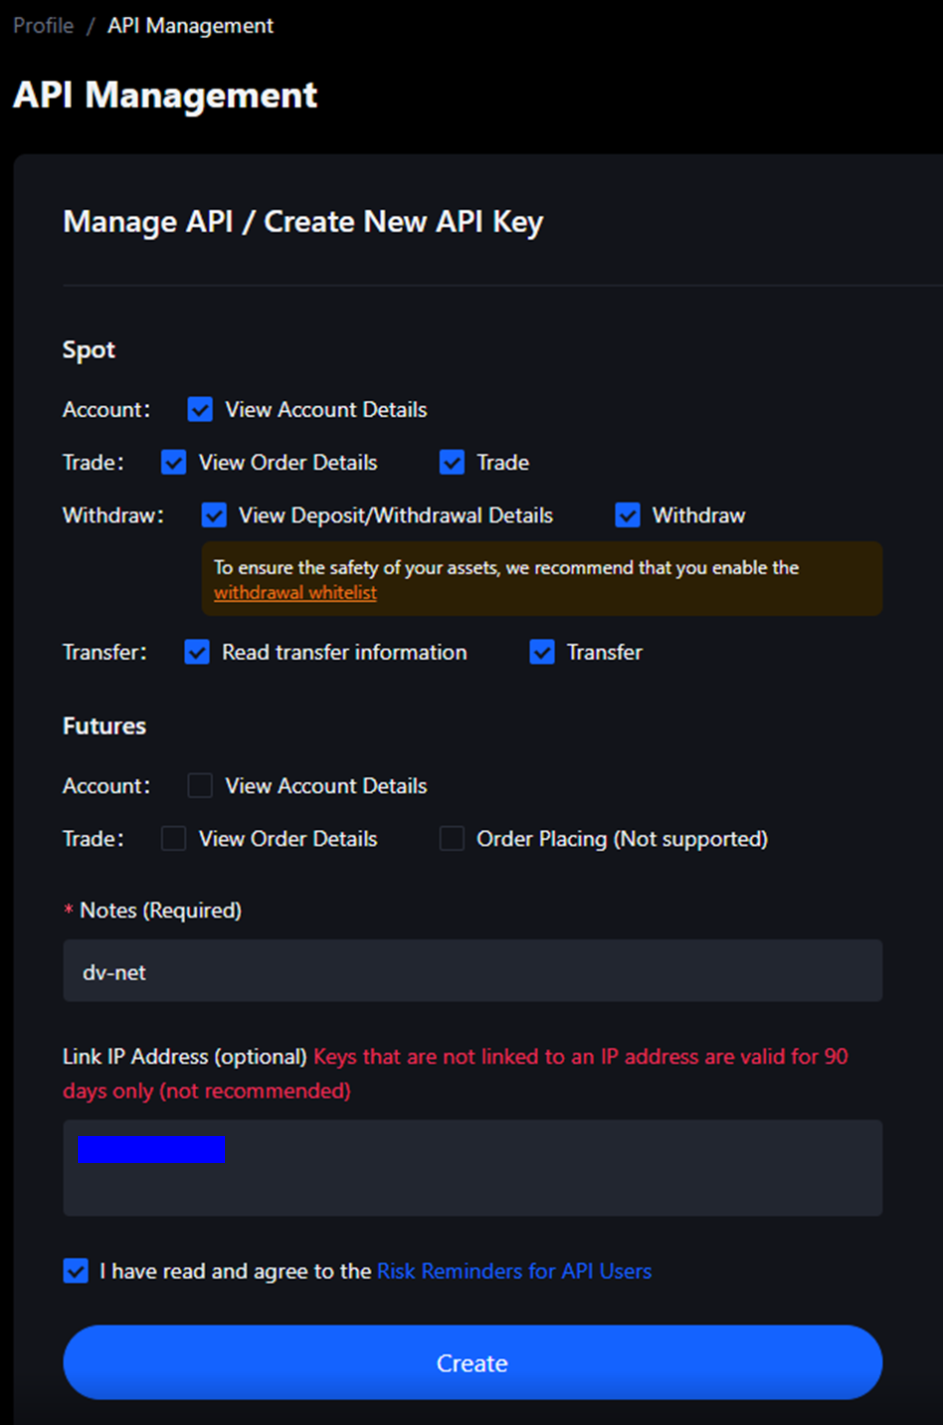 Profile / API Management
API Management
Manage API / Create New API Key
Spot
Account: View Account Details
Trade: View Order Details Trade
Withdraw: View Deposit/Withdrawal Details Withdraw
To ensure the safety of your assets, we recommend that you enable the
withdrawal whitelist
Transfer: Read transfer information Transfer
Futures
Account: View Account Details
Trade: View Order Details Order Placing (Not supported)
* Notes (Required)
dv-net
Link IP Address (optional) Keys that are not linked to an IP address are valid for 90
days only (not recommended)
I have read and agree to the Risk Reminders for API Users
Create